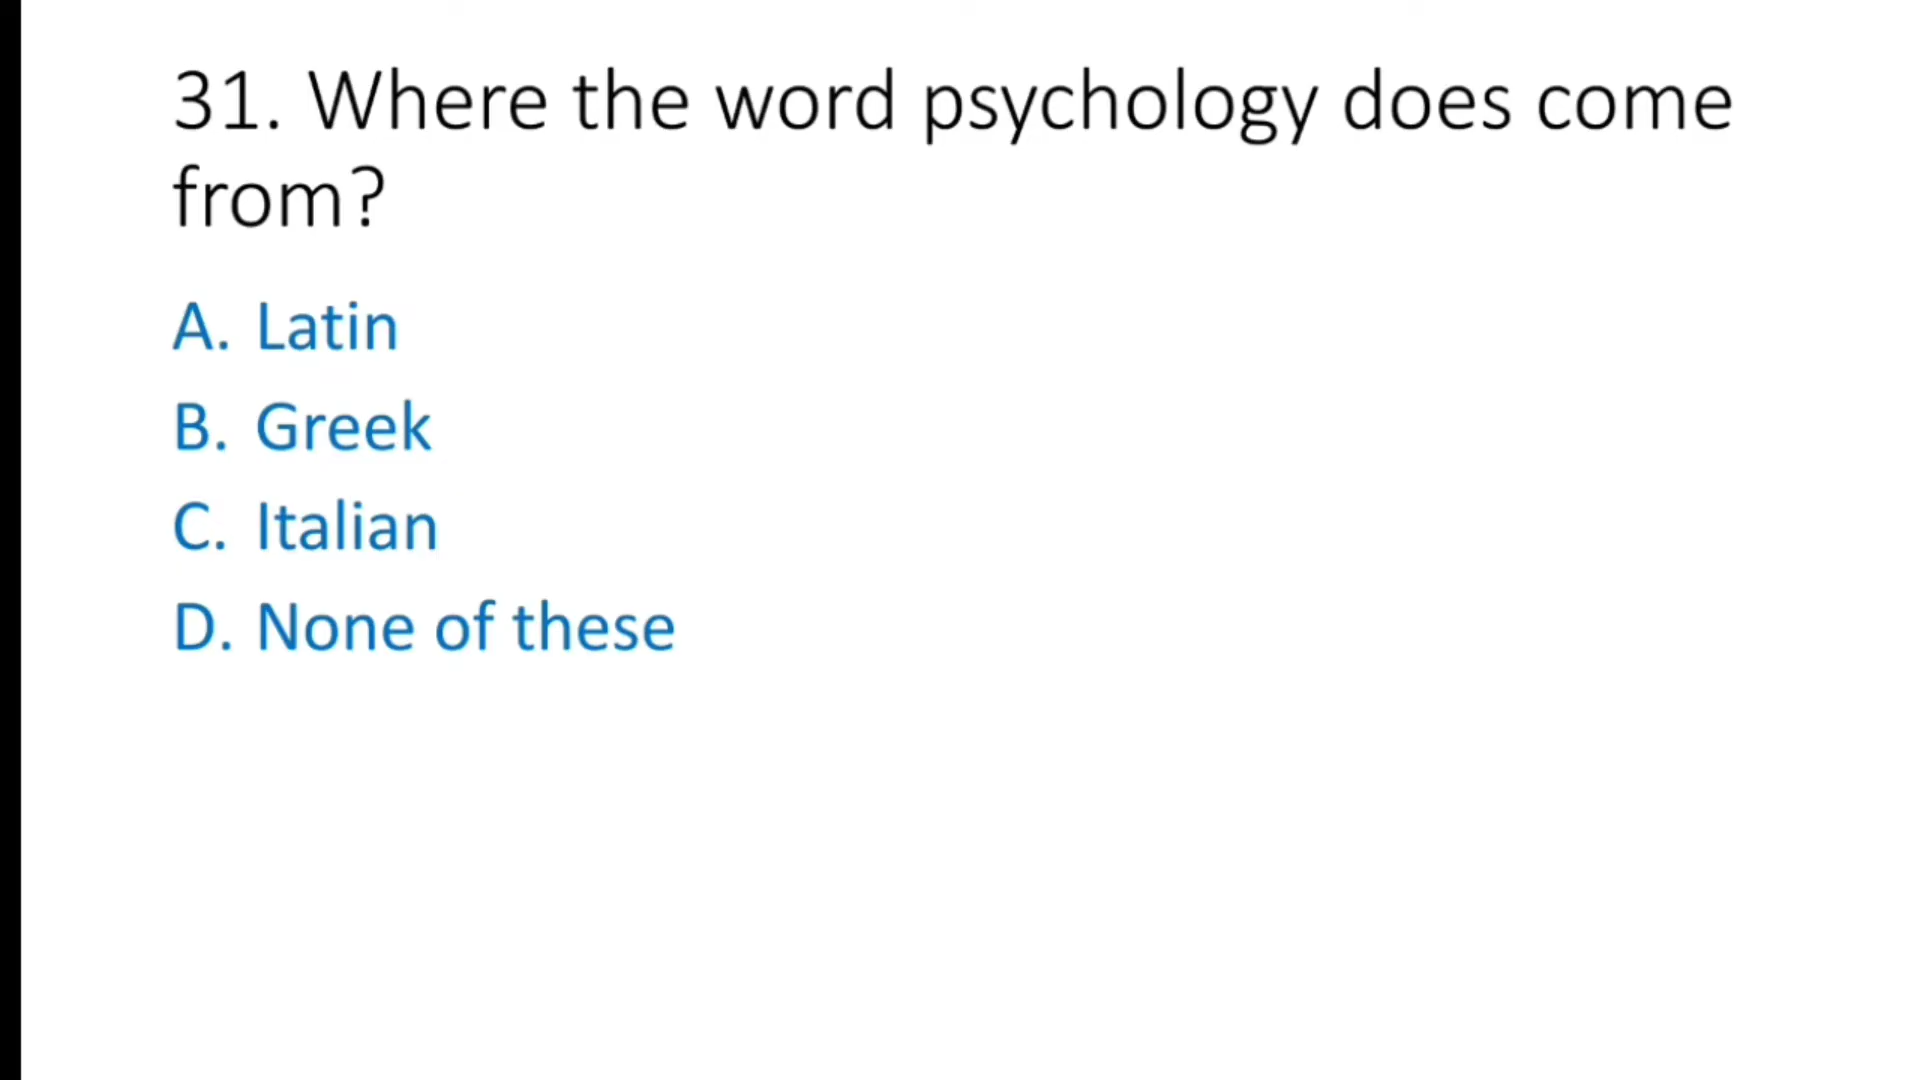 31. Where the word psychology does come
from?
A. Latin
B. Greek
C. Italian
D. None of these